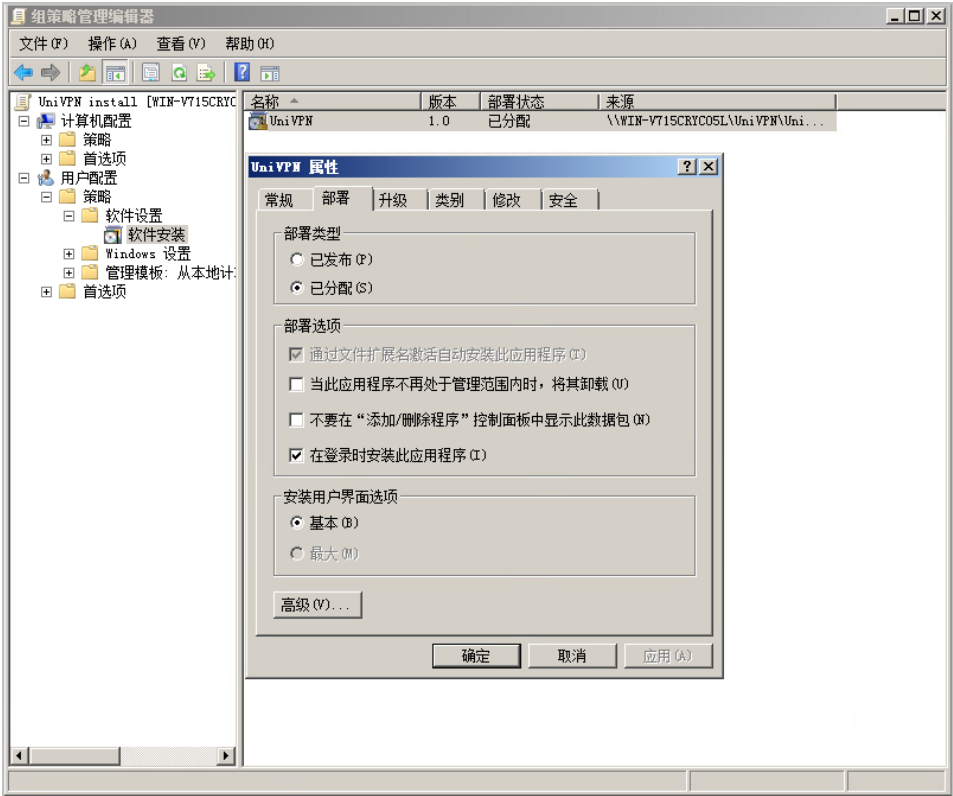 组策略管理编辑器
文件(F) 操作(A) 查看(V) 帮助(H)
UniVPN install [WIN-V715CRYC
计算机配置
策略
首选项
用户配置
策略
软件设置
软件安装
Windows 设置
管理模板: 从本地计
首选项
名称 版本 部署状态 来源
UniVPN 1.0 已分配 \\WIN-V715CRYCO5L\UniVPN\Uni...
UniVPN 属性
常规 部署 升级 类别 修改 安全
部署类型
已发布(P)
已分配(S)
部署选项
通过文件扩展名激活自动安装此应用程序(T)
当此应用程序不再处于管理范围内时，将其卸载(U)
不要在“添加/删除程序”控制面板中显示此数据包(N)
在登录时安装此应用程序(I)
安装用户界面选项
基本(B)
最大(M)
高级(V)...
确定 取消 应用(A)